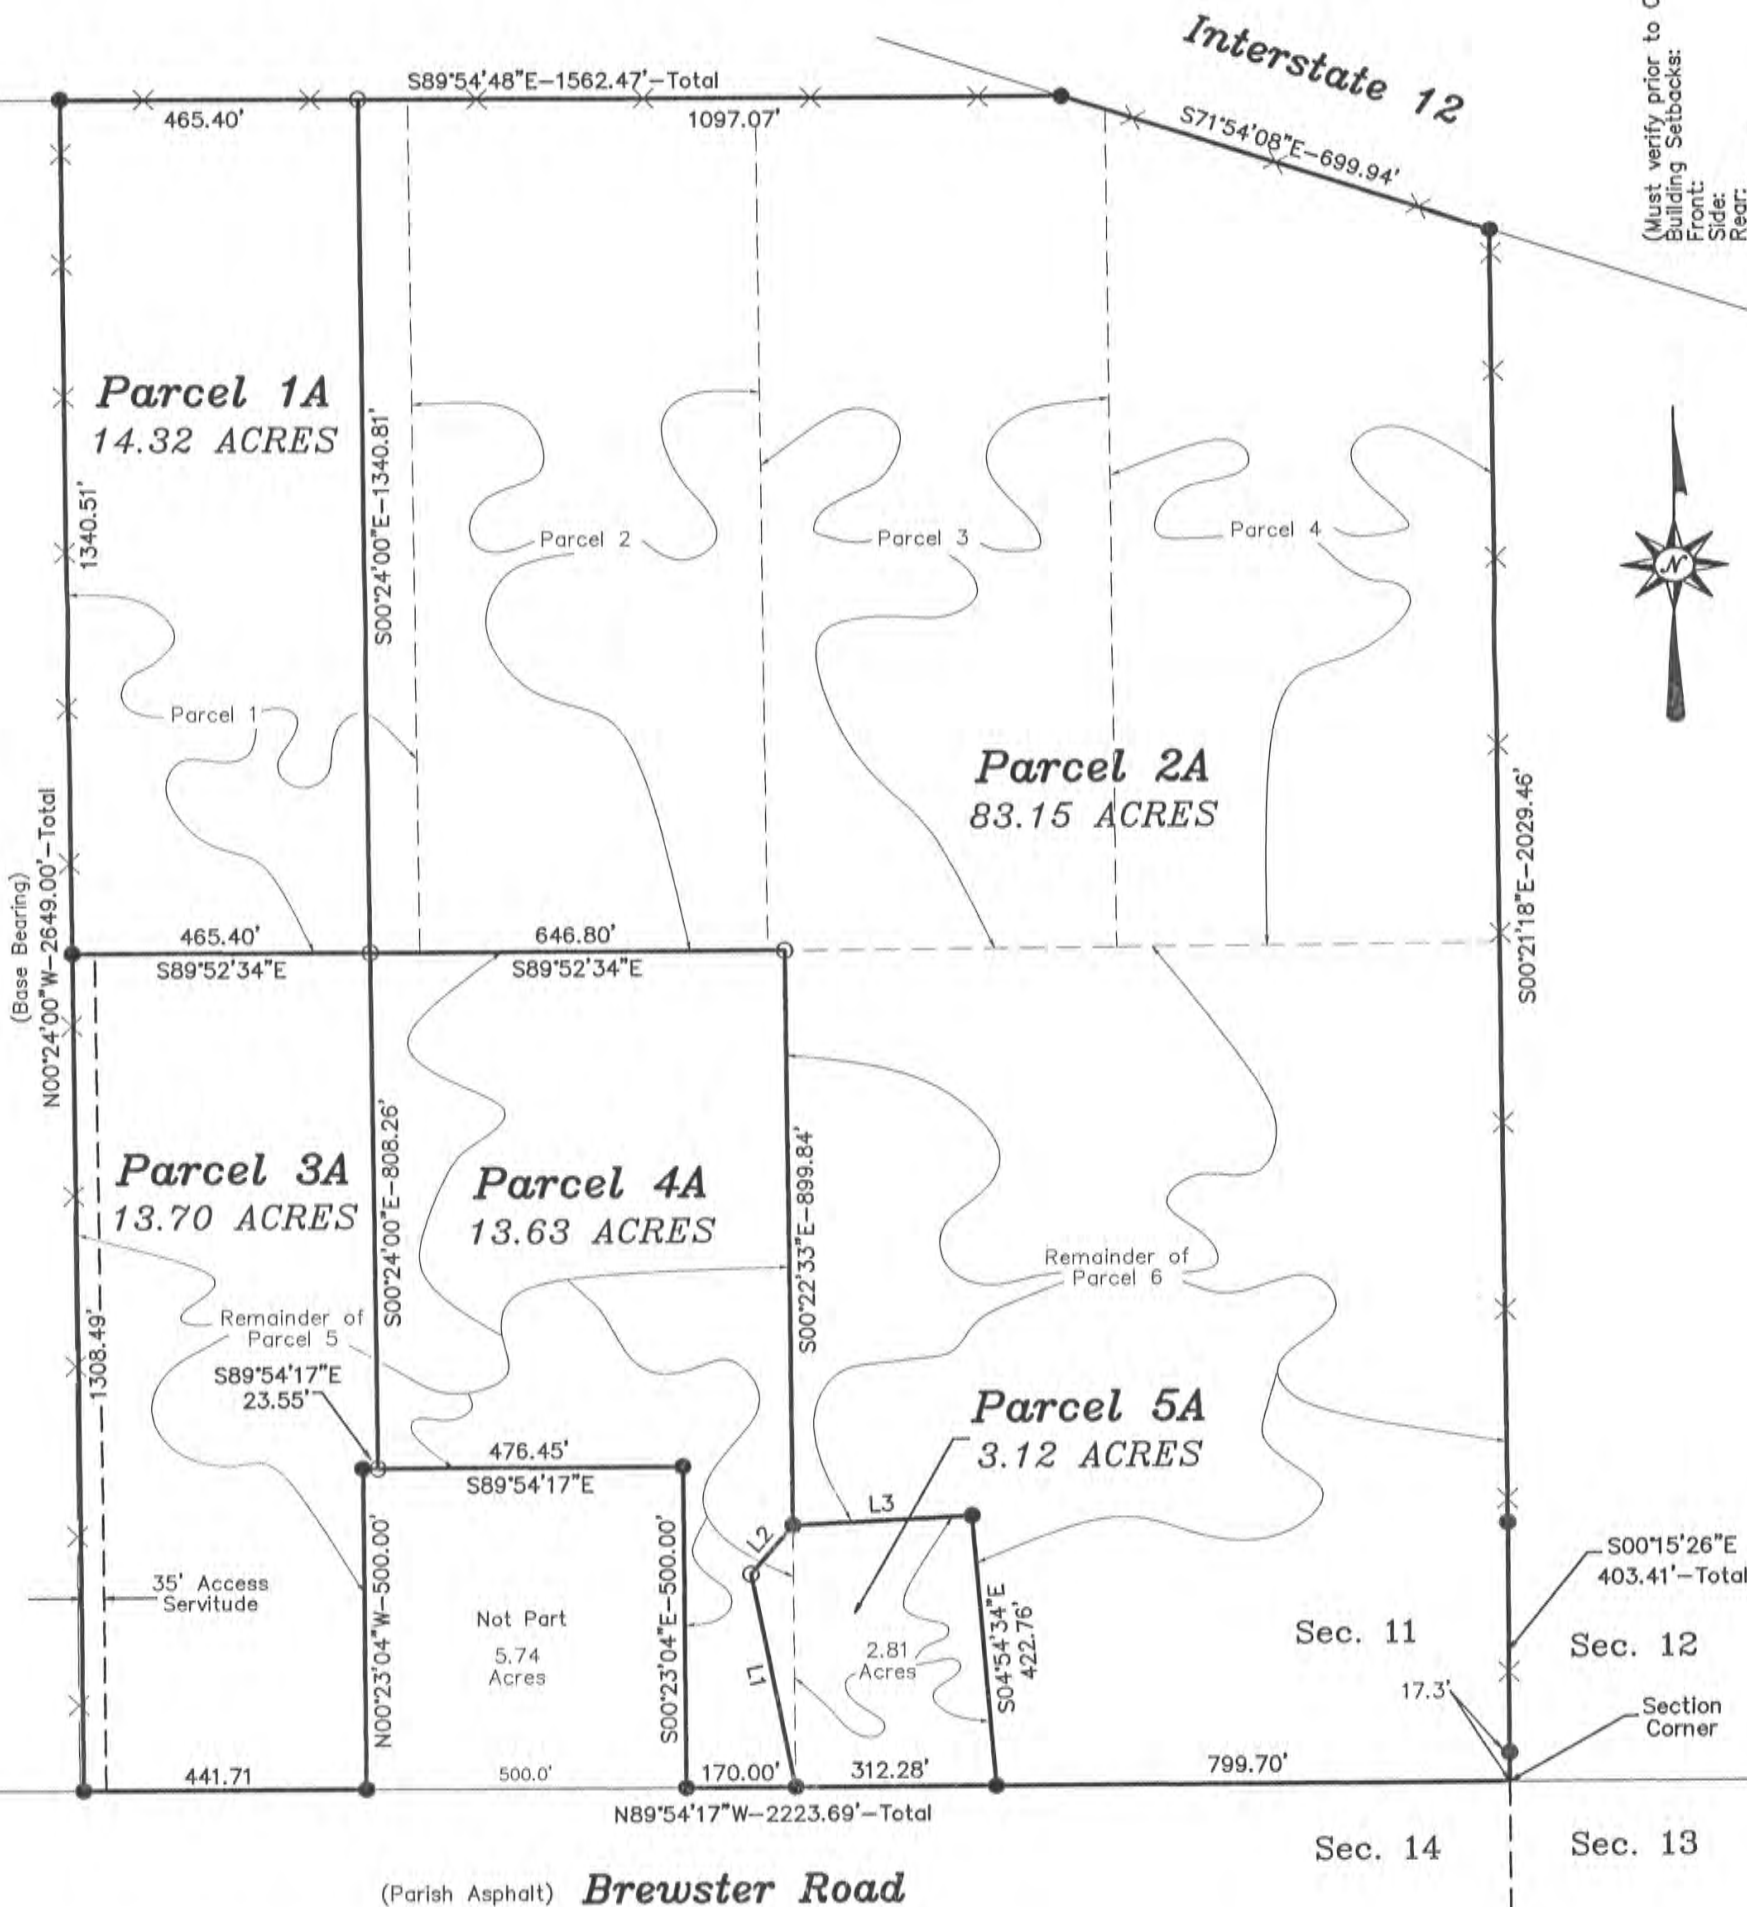 Interstate 12
(Must verify prior to
Building Setbacks:
Front:
Side:
Rear:
S89°54'48"E-1562.47'-Total
465.40'
1097.07'
S71°54'08"E-699.94'
Parcel 1A
14.32 ACRES
1340.51'
S00°24'00"E-1340.81'
Parcel 2
Parcel 3
Parcel 4
N
Parcel 1
Parcel 2A
83.15 ACRES
S00°21'18"E-2029.46'
(Base Bearing)
N00°24'00"W-2649.00'-Total
465.40'
S89°52'34"E
646.80'
S89°52'34"E
Parcel 3A
13.70 ACRES
S00°24'00"E-808.26'
Parcel 4A
13.63 ACRES
S00°22'33"E-899.84'
Remainder of
Parcel 6
1308.49'
Remainder of
Parcel 5
S89°54'17"E
23.55'
476.45'
S89°54'17"E
Parcel 5A
3.12 ACRES
L3
L2
L1
35' Access
Servitude
N00°23'04"W-500.00'
Not Part
5.74
Acres
S00°23'04"E-500.00'
2.81
Acres
S04°54'34"E
422.76'
S00°15'26"E
403.41'-Total
Sec. 11
Sec. 12
17.3'
Section
Corner
441.71
500.0'
170.00'
312.28'
799.70'
N89°54'17"W-2223.69'-Total
Sec. 14
Sec. 13
(Parish Asphalt) Brewster Road